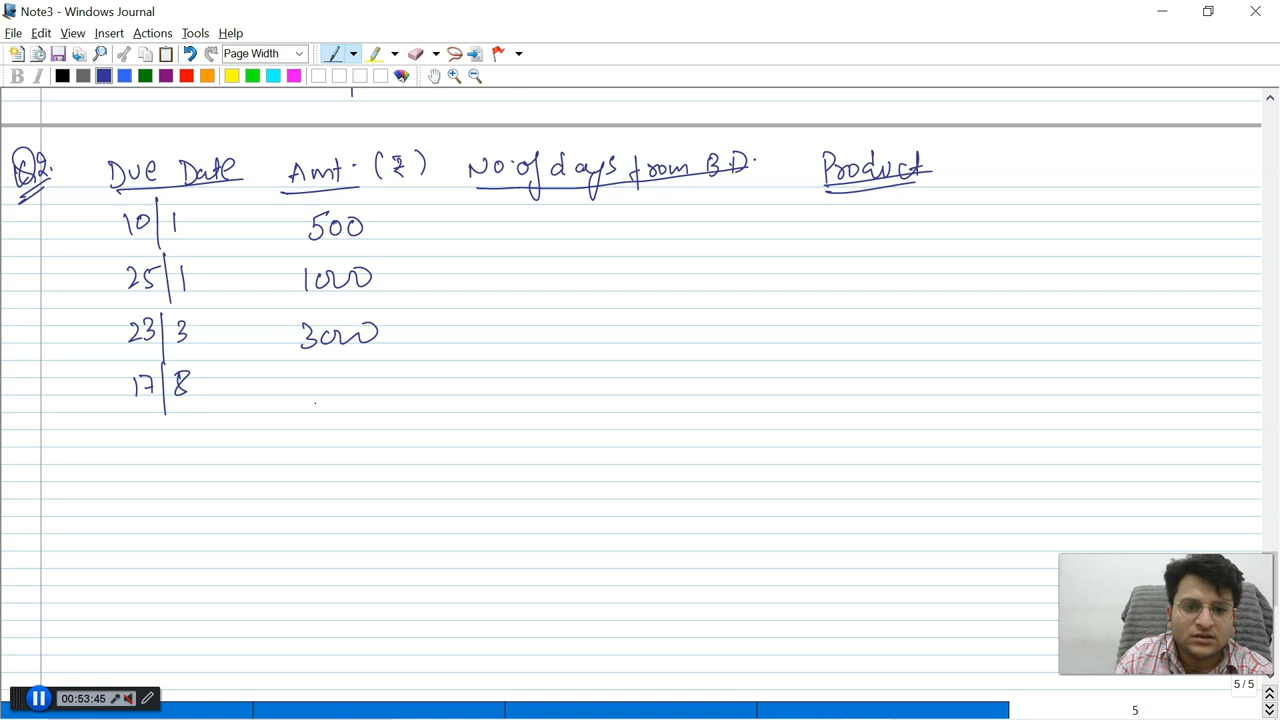 Note3 - Windows Journal
File Edit View Insert Actions Tools Help
Page Width
B I
Q2. Due Date Amt. (₹) No. of days from B.D. Product
10|1 500
25|1 1000
23|3 3000
17|8
5 / 5
00:53:45
5